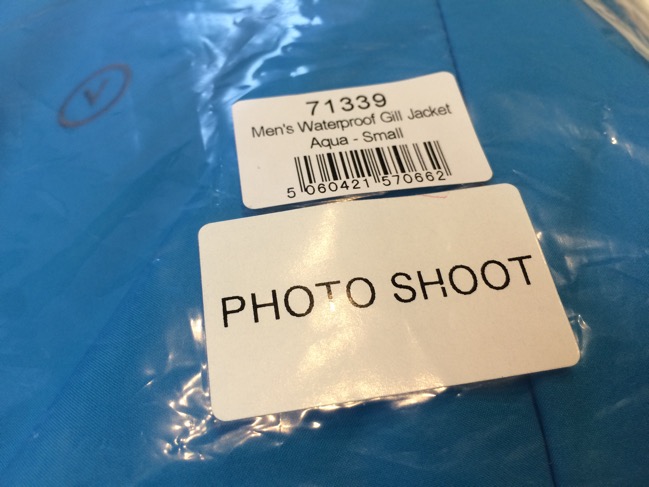 71339
Men's Waterproof Gill Jacket
Aqua - Small
5 060421 570662
PHOTO SHOOT